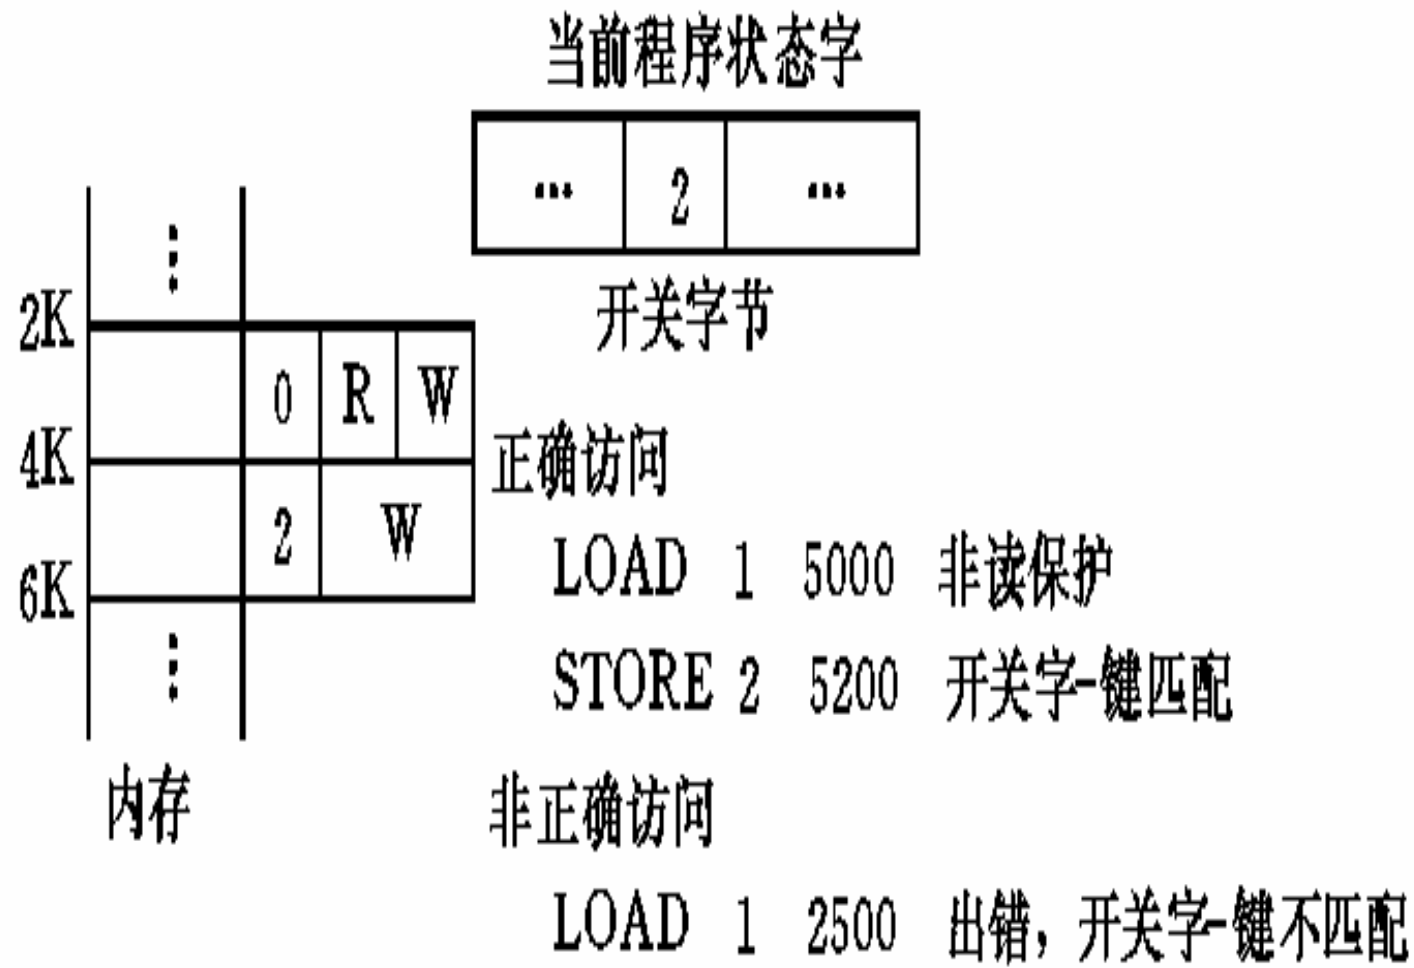 当前程序状态字
… 2 …
开关字节
2K
0 R W
4K
2 W
6K
内存
正确访问
LOAD 1 5000 非读保护
STORE 2 5200 开关字-键匹配
非正确访问
LOAD 1 2500 出错，开关字-键不匹配